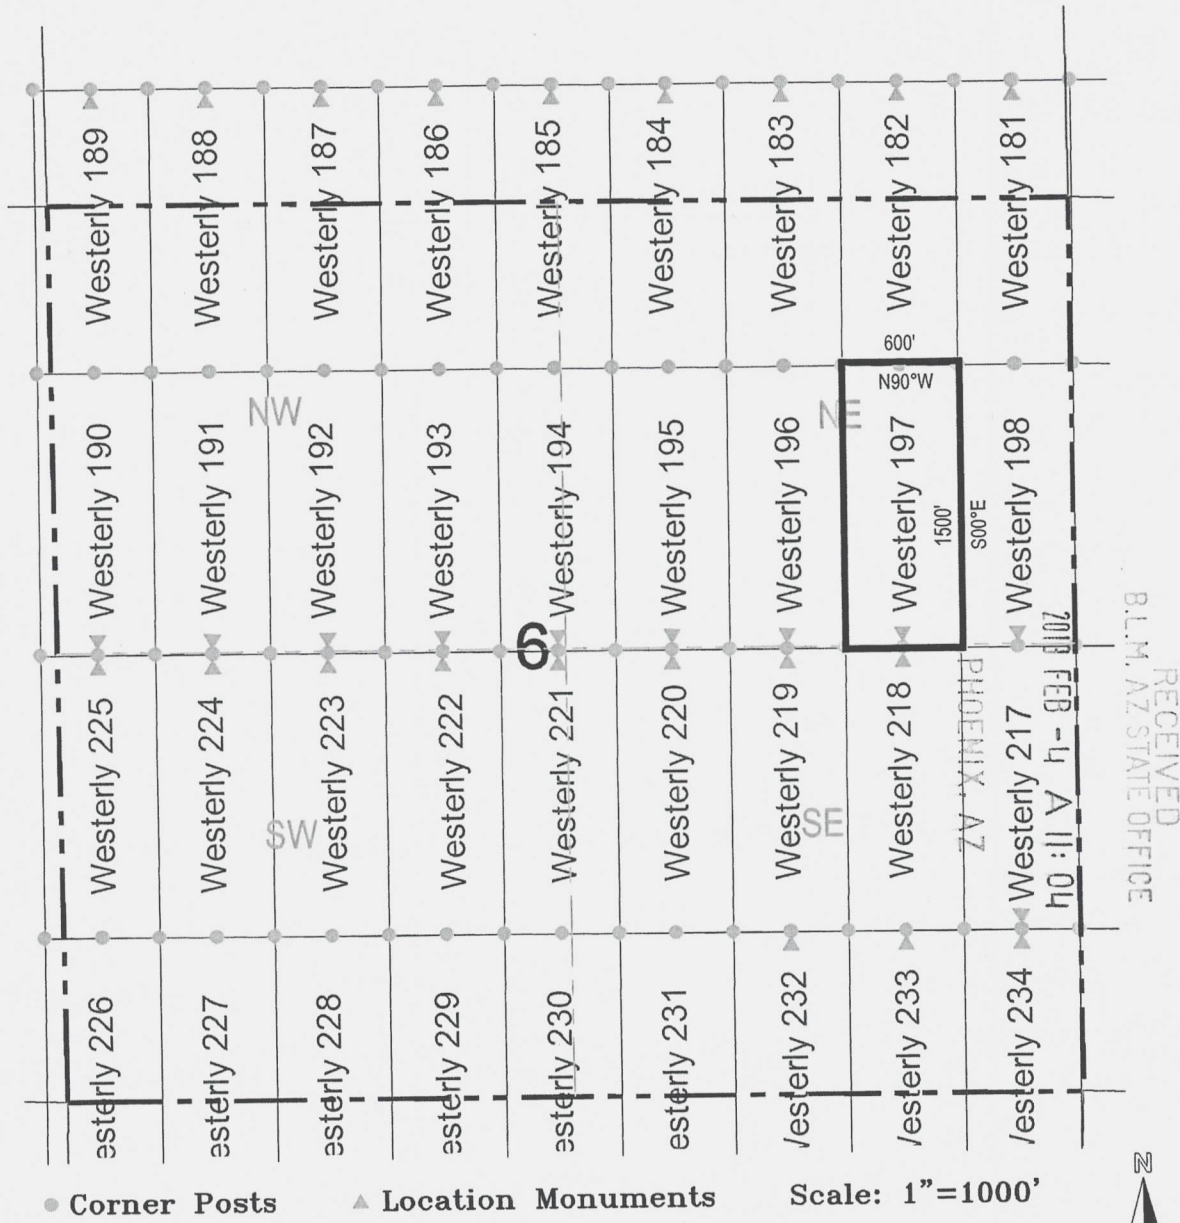 Westerly 189
Westerly 188
Westerly 187
Westerly 186
Westerly 185
Westerly 184
Westerly 183
Westerly 182
Westerly 181
600'
N90°W
NW
NE
Westerly 190
Westerly 191
Westerly 192
Westerly 193
Westerly 194
Westerly 195
Westerly 196
Westerly 197
1500'
S00°E
Westerly 198
6
Westerly 225
Westerly 224
Westerly 223
Westerly 222
Westerly 221
Westerly 220
Westerly 219
Westerly 218
Westerly 217
SW
SE
RECEIVED
B.L.M. AZ STATE OFFICE
FEB -4 A 11:04
PHOENIX, AZ
esterly 226
esterly 227
esterly 228
esterly 229
esterly 230
esterly 231
Westerly 232
Westerly 233
Westerly 234
Corner Posts
Location Monuments
Scale: 1"=1000'
N